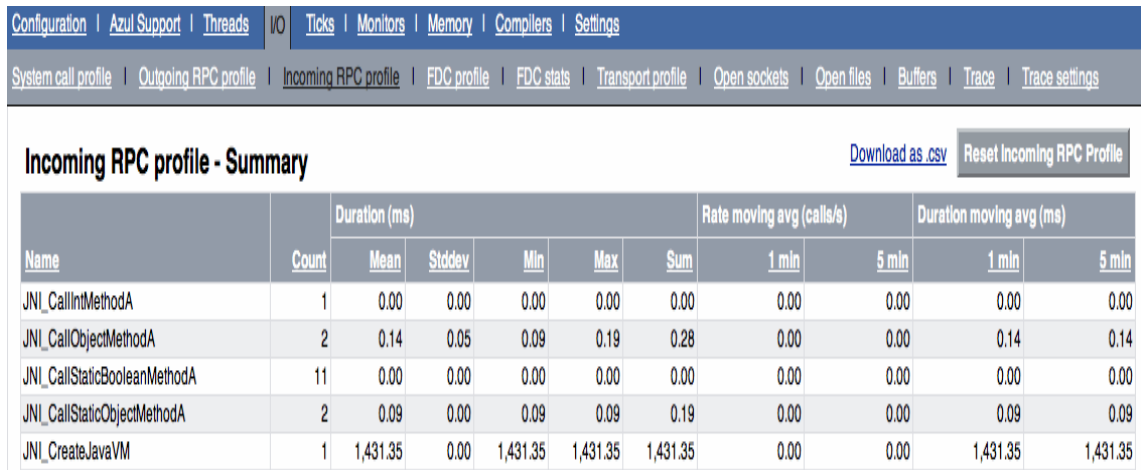 Configuration | Azul Support | Threads | I/O | Ticks | Monitors | Memory | Compilers | Settings
System call profile | Outgoing RPC profile | Incoming RPC profile | FDC profile | FDC stats | Transport profile | Open sockets | Open files | Buffers | Trace | Trace settings
Incoming RPC profile - Summary Download as .csv Reset Incoming RPC Profile
Duration (ms) Rate moving avg (calls/s) Duration moving avg (ms)
Name Count Mean Stddev Min Max Sum 1 min 5 min 1 min 5 min
JNI_CallIntMethodA 1 0.00 0.00 0.00 0.00 0.00 0.00 0.00 0.00 0.00
JNI_CallObjectMethodA 2 0.14 0.05 0.09 0.19 0.28 0.00 0.00 0.14 0.14
JNI_CallStaticBooleanMethodA 11 0.00 0.00 0.00 0.00 0.00 0.00 0.00 0.00 0.00
JNI_CallStaticObjectMethodA 2 0.09 0.00 0.09 0.09 0.19 0.00 0.00 0.09 0.09
JNI_CreateJavaVM 1 1,431.35 0.00 1,431.35 1,431.35 1,431.35 0.00 0.00 1,431.35 1,431.35